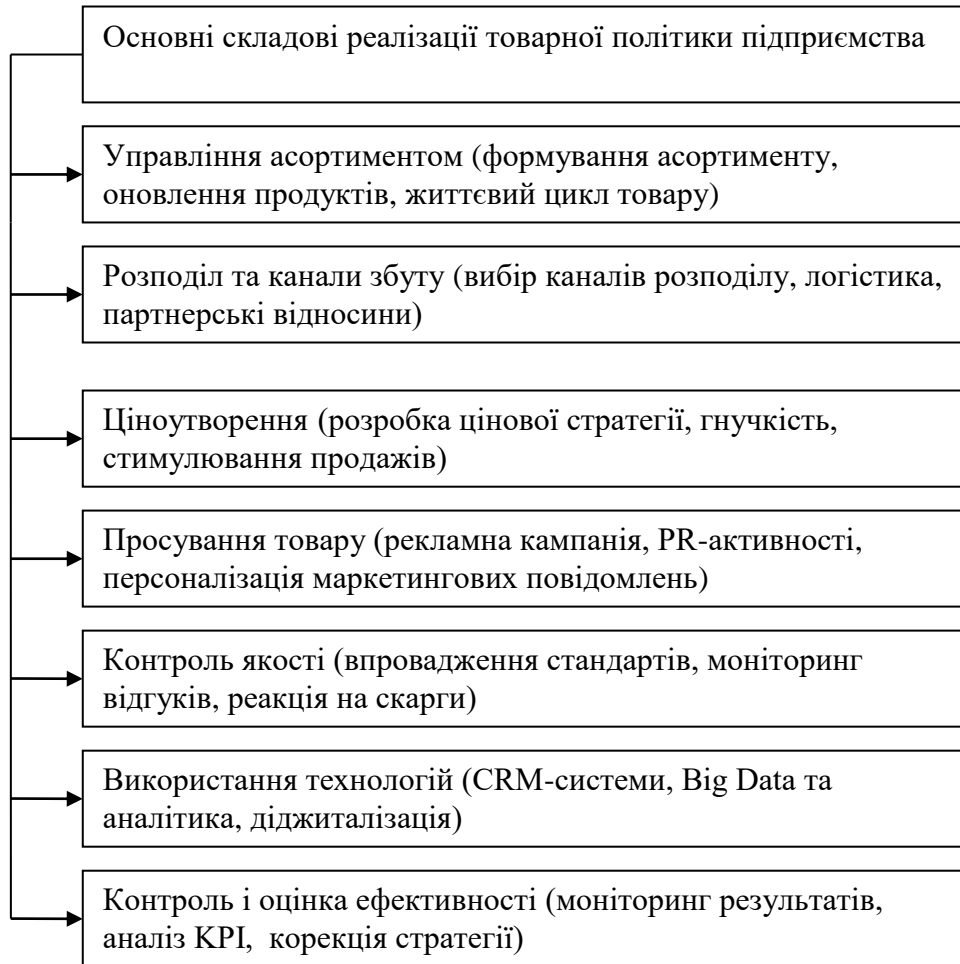 Основні складові реалізації товарної політики підприємства
Управління асортиментом (формування асортименту,
оновлення продуктів, життєвий цикл товару)
Розподіл та канали збуту (вибір каналів розподілу, логістика,
партнерські відносини)
Ціноутворення (розробка цінової стратегії, гнучкість,
стимулювання продажів)
Просування товару (рекламна кампанія, PR-активності,
персоналізація маркетингових повідомлень)
Контроль якості (впровадження стандартів, моніторинг
відгуків, реакція на скарги)
Використання технологій (CRM-системи, Big Data та
аналітика, діджиталізація)
Контроль і оцінка ефективності (моніторинг результатів,
аналіз KPI,  корекція стратегії)